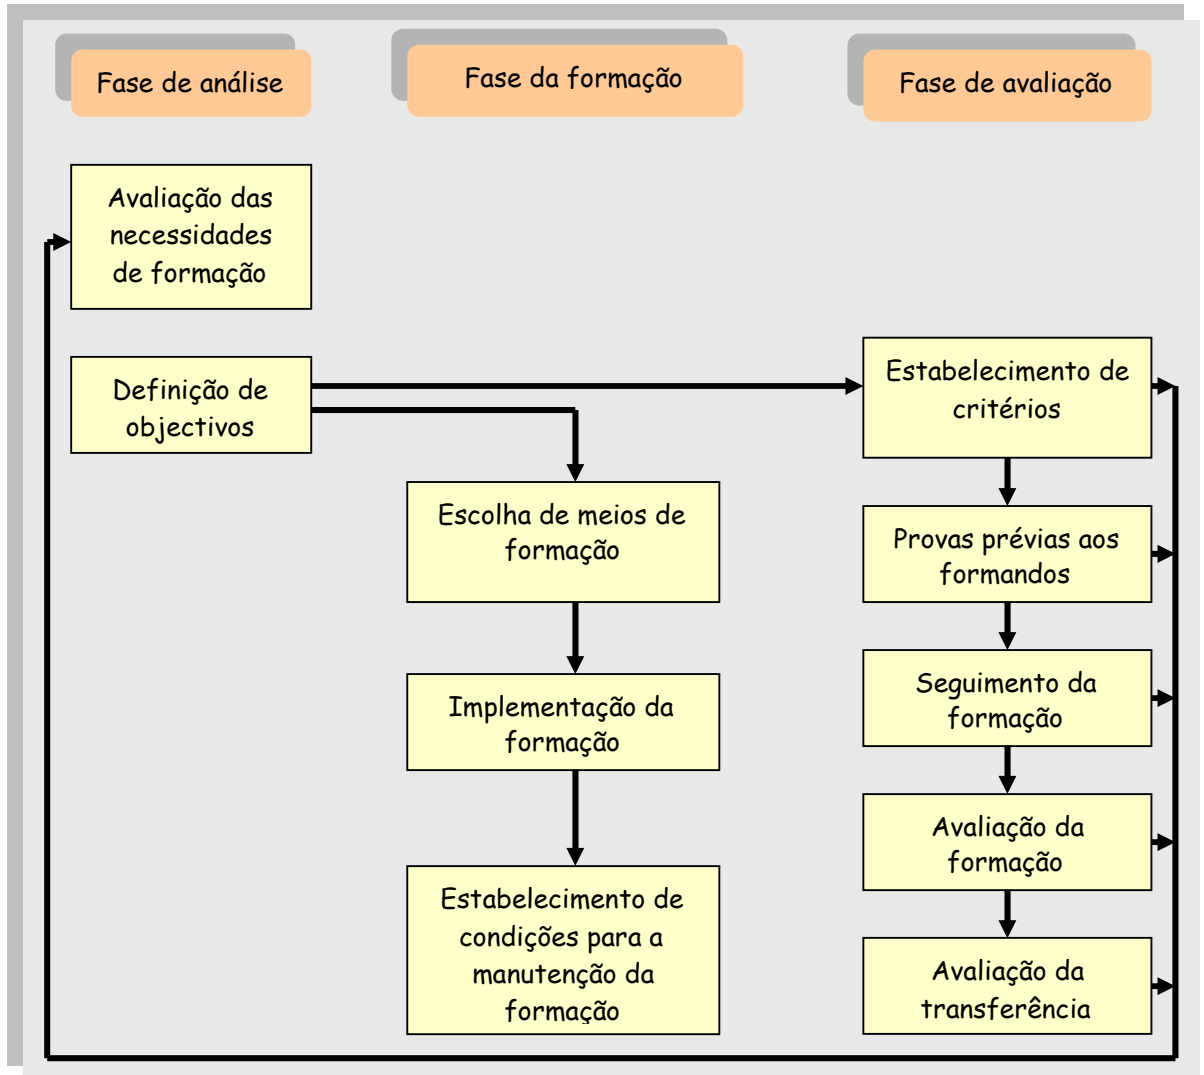 Fase de análise
Fase da formação
Fase de avaliação
Avaliação das
necessidades
de formação
Definição de
objectivos
Escolha de meios de
formação
Implementação da
formação
Estabelecimento de
condições para a
manutenção da
formação
Estabelecimento de
critérios
Provas prévias aos
formandos
Seguimento da
formação
Avaliação da
formação
Avaliação da
transferência